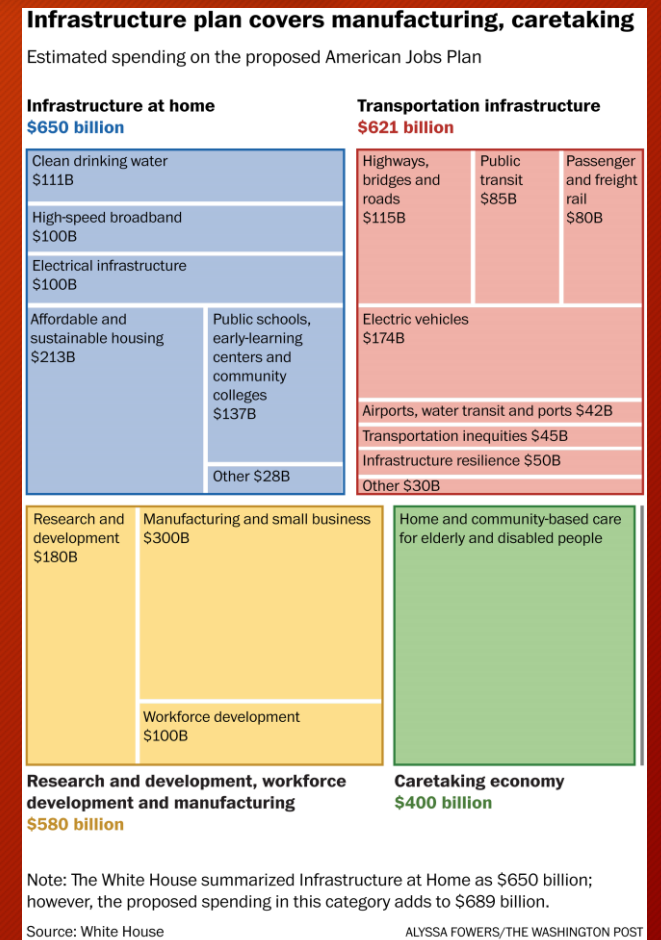 Infrastructure plan covers manufacturing, caretaking
Estimated spending on the proposed American Jobs Plan
Infrastructure at home
$650 billion
Clean drinking water
$111B
High-speed broadband
$100B
Electrical infrastructure
$100B
Affordable and
sustainable housing
$213B
Public schools,
early-learning
centers and
community
colleges
$137B
Other $28B
Transportation infrastructure
$621 billion
Highways,
bridges and
roads
$115B
Public
transit
$85B
Passenger
and freight
rail
$80B
Electric vehicles
$174B
Airports, water transit and ports $42B
Transportation inequities $45B
Infrastructure resilience $50B
Other $30B
Research and
development
$180B
Manufacturing and small business
$300B
Workforce development
$100B
Research and development, workforce
development and manufacturing
$580 billion
Home and community-based care
for elderly and disabled people
Caretaking economy
$400 billion
Note: The White House summarized Infrastructure at Home as $650 billion;
however, the proposed spending in this category adds to $689 billion.
Source: White House
ALYSSA FOWERS/THE WASHINGTON POST